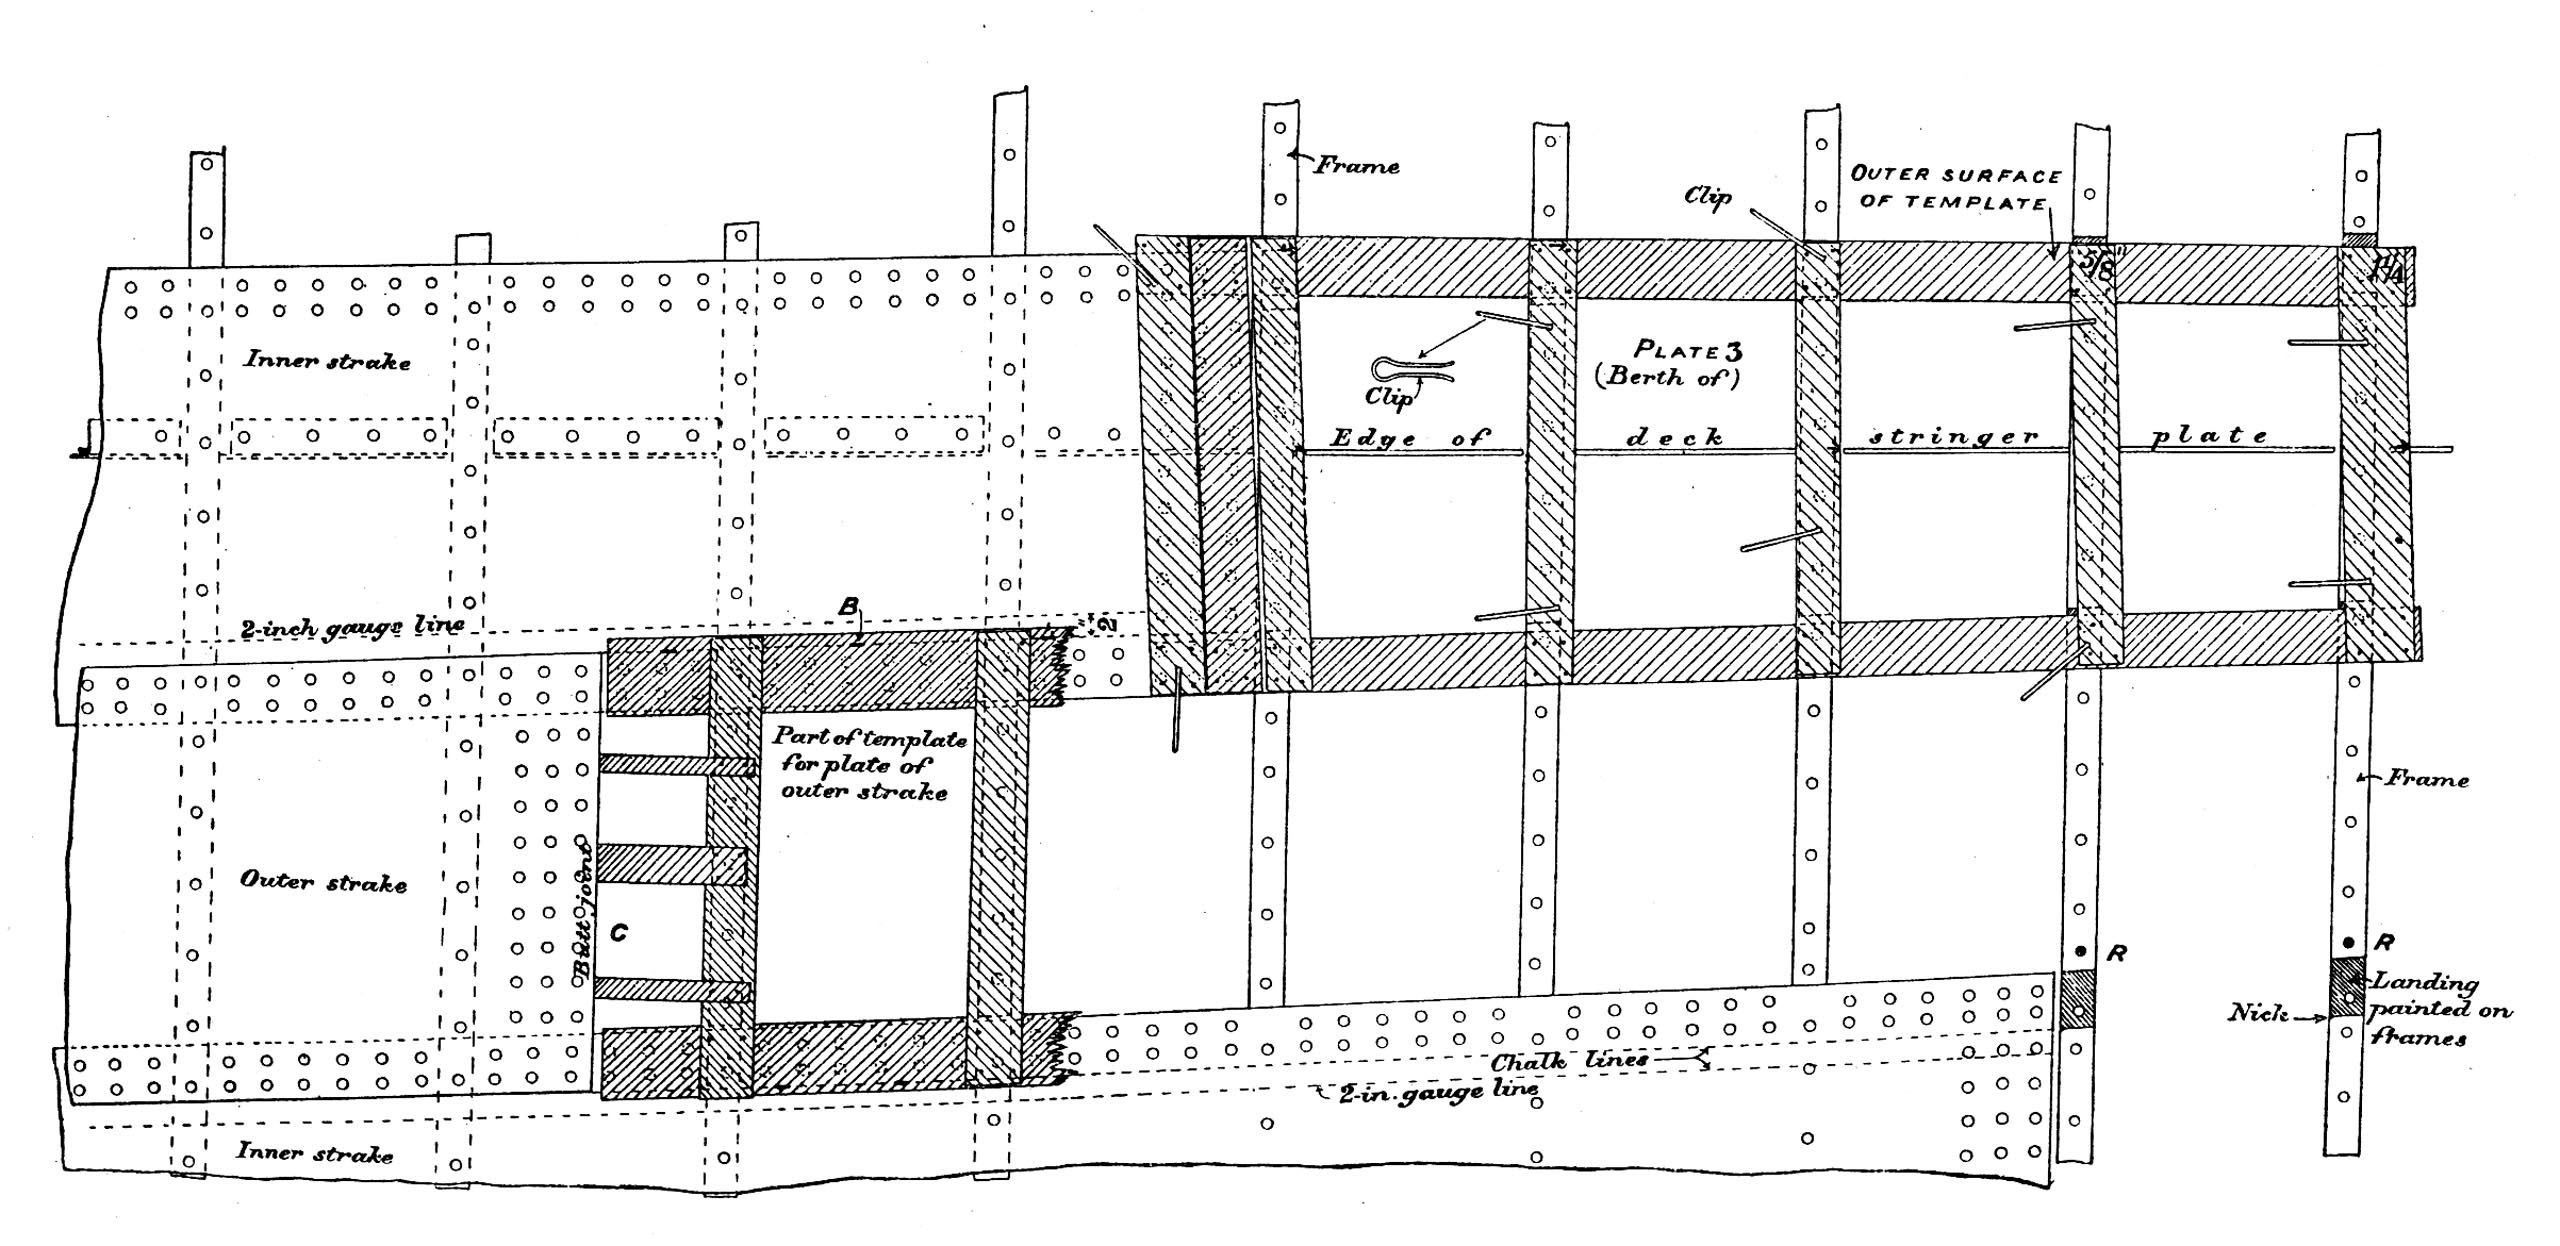 Frame
Clip
OUTER SURFACE
OF TEMPLATE
5/8"
1 1/4
Inner strake
PLATE 3
(Berth of)
Clip
Edge of deck stringer plate
B
2-inch gauge line
2"
Part of template
for plate of
outer strake
Frame
Outer strake
Butt joint
C
R
R
Landing
painted on
frames
Nick
Chalk lines
2-in. gauge line
Inner strake